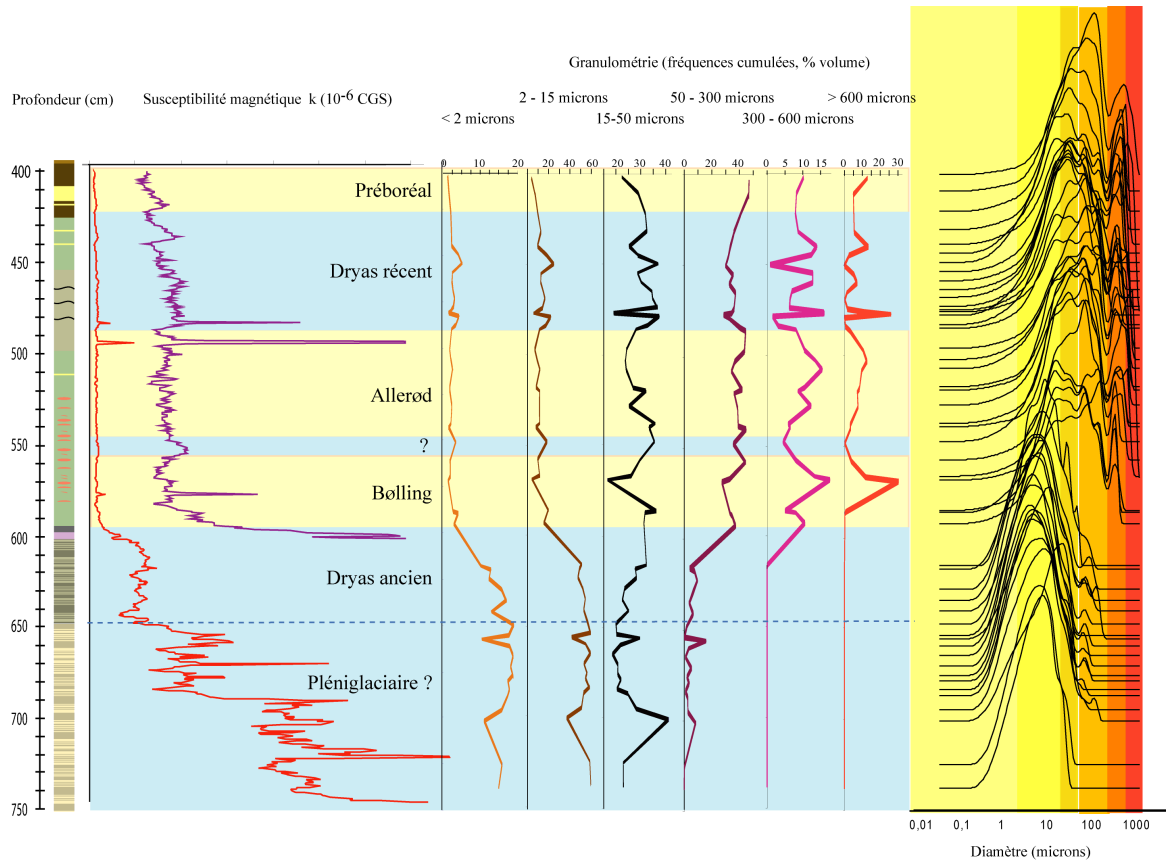 Granulométrie (fréquences cumulées, % volume)
Profondeur (cm)
Susceptibilité magnétique k (10-6 CGS)
2 - 15 microns
50 - 300 microns
> 600 microns
< 2 microns
15-50 microns
300 - 600 microns
0 10 20
0 20 40 60
20 30 40
0 20 40
0 5 10 15
0 10 20 30
400
450
500
550
600
650
700
750
Préboréal
Dryas récent
Allerød
?
Bølling
Dryas ancien
Pléniglaciaire ?
0,01 0,1 1 10 100 1000
Diamètre (microns)